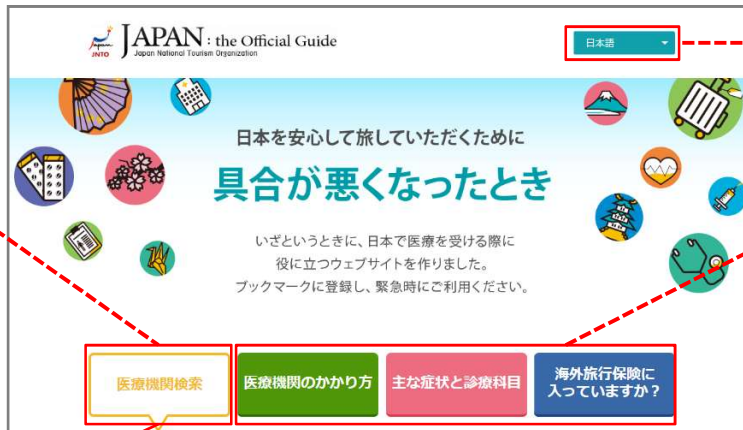 JAPAN : the Official Guide
Japan National Tourism Organization
Japan
JNTO
日本語
日本を安心して旅していただくために
具合が悪くなったとき
いざというときに、日本で医療を受ける際に
役に立つウェブサイトを作りました。
ブックマークに登録し、緊急時にご利用ください。
医療機関検索
医療機関のかかり方
主な症状と診療科目
海外旅行保険に
入っていますか？